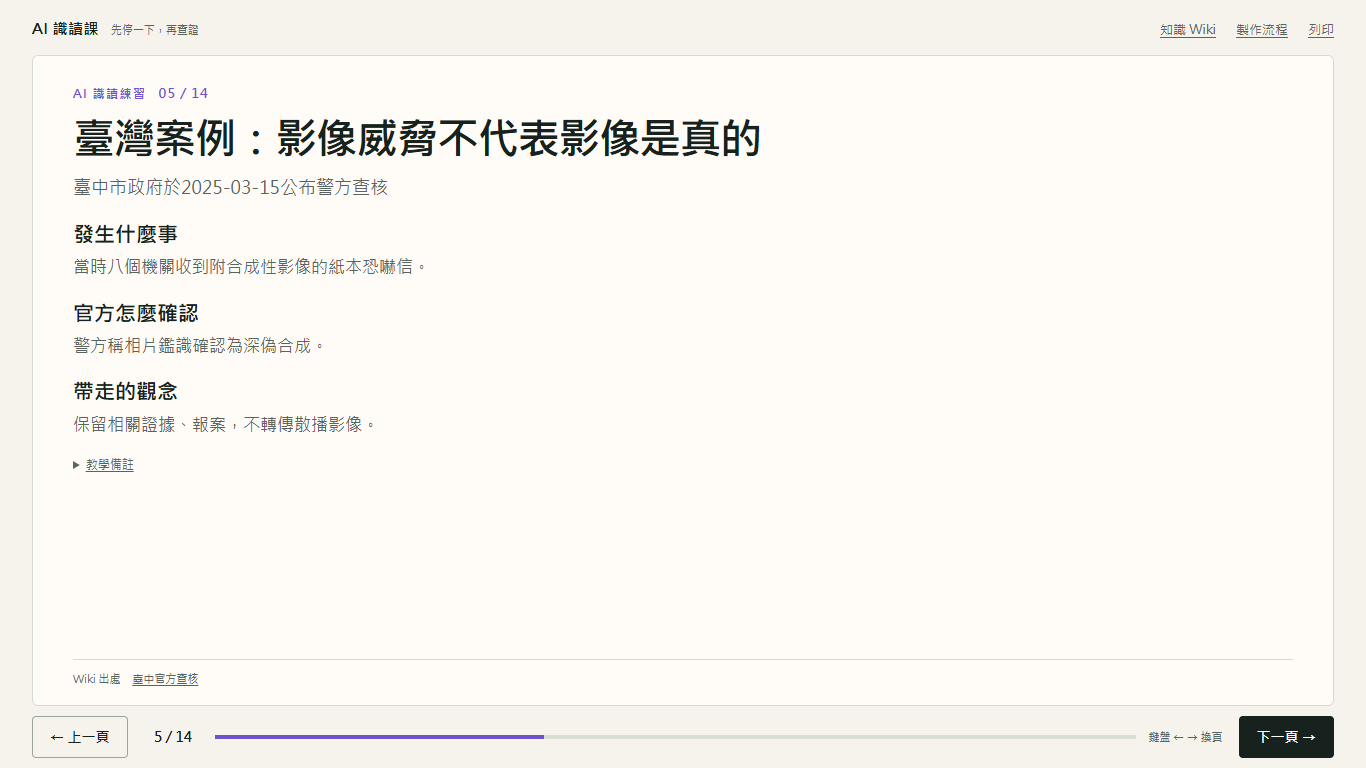 AI 識讀課 先停一下,再查證 知識 Wiki 製作流程 列印
AI 識讀練習 05 / 14
臺灣案例:影像威脅不代表影像是真的
臺中市政府於2025-03-15公布警方查核
發生什麼事
當時八個機關收到附合成性影像的紙本恐嚇信。
官方怎麼確認
警方稱相片鑑識確認為深偽合成。
帶走的觀念
保留相關證據、報案,不轉傳散播影像。
▶ 教學備註
Wiki 出處 臺中官方查核
← 上一頁 5 / 14 鍵盤 ← → 換頁 下一頁 →